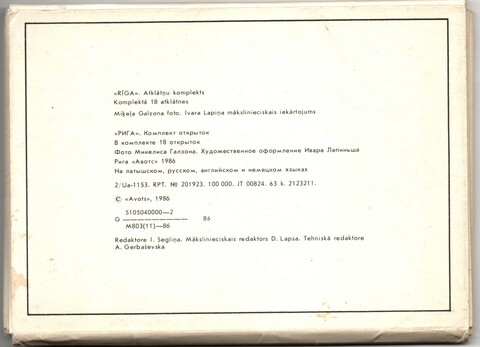 «RĪGA». Atklātņu komplekts
Komplektā 18 atklātnes
Miķeļa Galzona foto. Ivara Lapiņa mākslinieciskais iekārtojums
«РИГА». Комплект открыток
В комплекте 18 открыток
Фото Микелиса Галзона. Художественное оформление Ивара Лапиньша
Рига «Авотс» 1986
На латышском, русском, английском и немецком языках
2/Ua-1153. RPT. № 201923. 100 000. JT 00824. 63 k. 2123211.
© «Avots», 1986
5105040000—2
G ——————— 86
M803(11)—86
Redaktore I. Segliņa. Mākslinieciskais redaktors D. Lapsa. Tehniskā redaktore
A. Gerbaševska